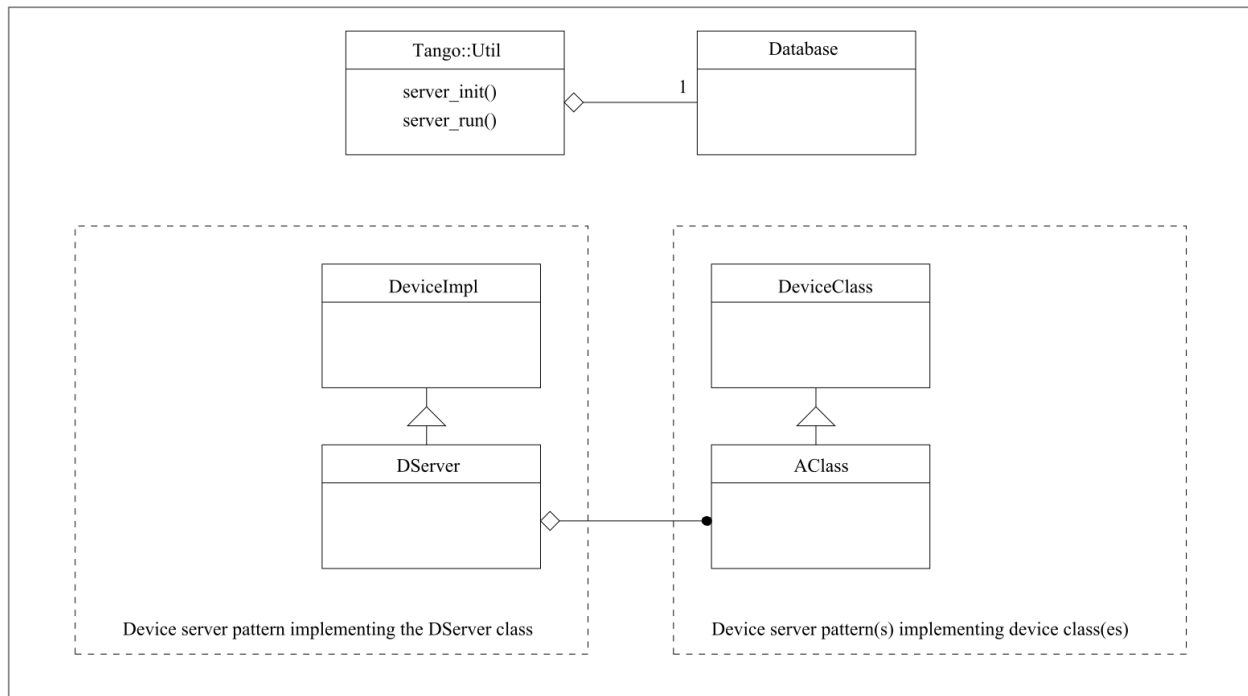 Tango::Util
Database
server_init()
server_run()
1
DeviceImpl
DeviceClass
DServer
AClass
Device server pattern implementing the DServer class
Device server pattern(s) implementing device class(es)